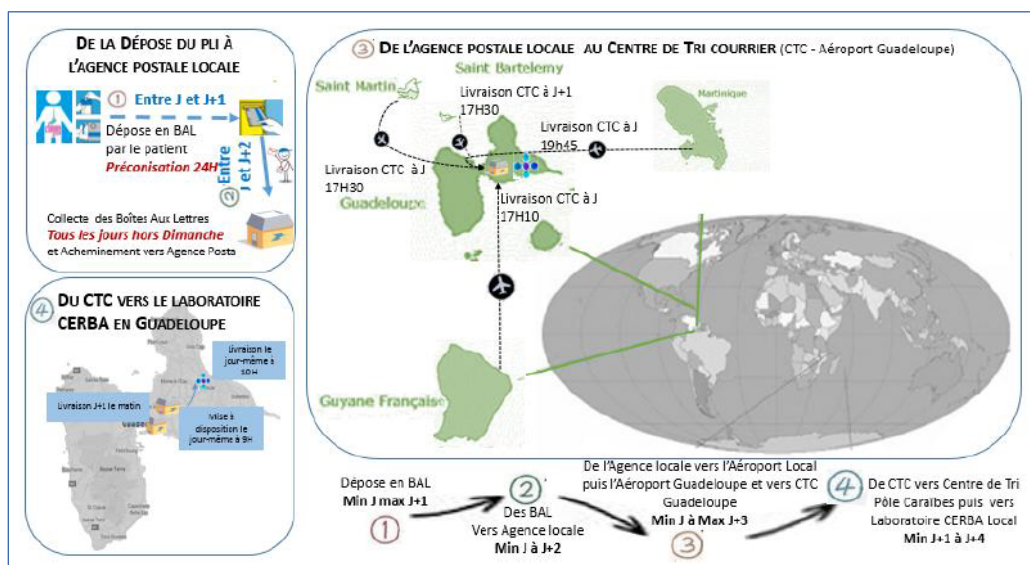 DE LA DÉPOSE DU PLI À
L'AGENCE POSTALE LOCALE
① Entre J et J+1
Dépose en BAL
par le patient
Préconisation 24H
② Entre
J et J+2
Collecte des Boîtes Aux Lettres
Tous les jours hors Dimanche
et Acheminement vers Agence Posts
③ DE L'AGENCE POSTALE LOCALE AU CENTRE DE TRI COURRIER (CTC - Aéroport Guadeloupe)
Saint Bartelemy
Saint Martin
Livraison CTC à J+1
17H30
Martinique
Livraison CTC à J
19h45
Livraison CTC à J
17H30
Guadeloupe
Livraison CTC à J
17H10
Guyane Française
④ DU CTC VERS LE LABORATOIRE
CERBA EN GUADELOUPE
Livraison le
jour-même à
10H
Livraison J+1 le matin
Mise à
disposition le
jour-même à 9H
Dépose en BAL
Min J max J+1
①
②
Des BAL
Vers Agence locale
Min J à J+2
De l'Agence locale vers l'Aéroport Local
puis l'Aéroport Guadeloupe et vers CTC
Guadeloupe
Min J à Max J+3
③
④
De CTC vers Centre de Tri
Pôle Caraïbes puis vers
Laboratoire CERBA Local
Min J+1 à J+4